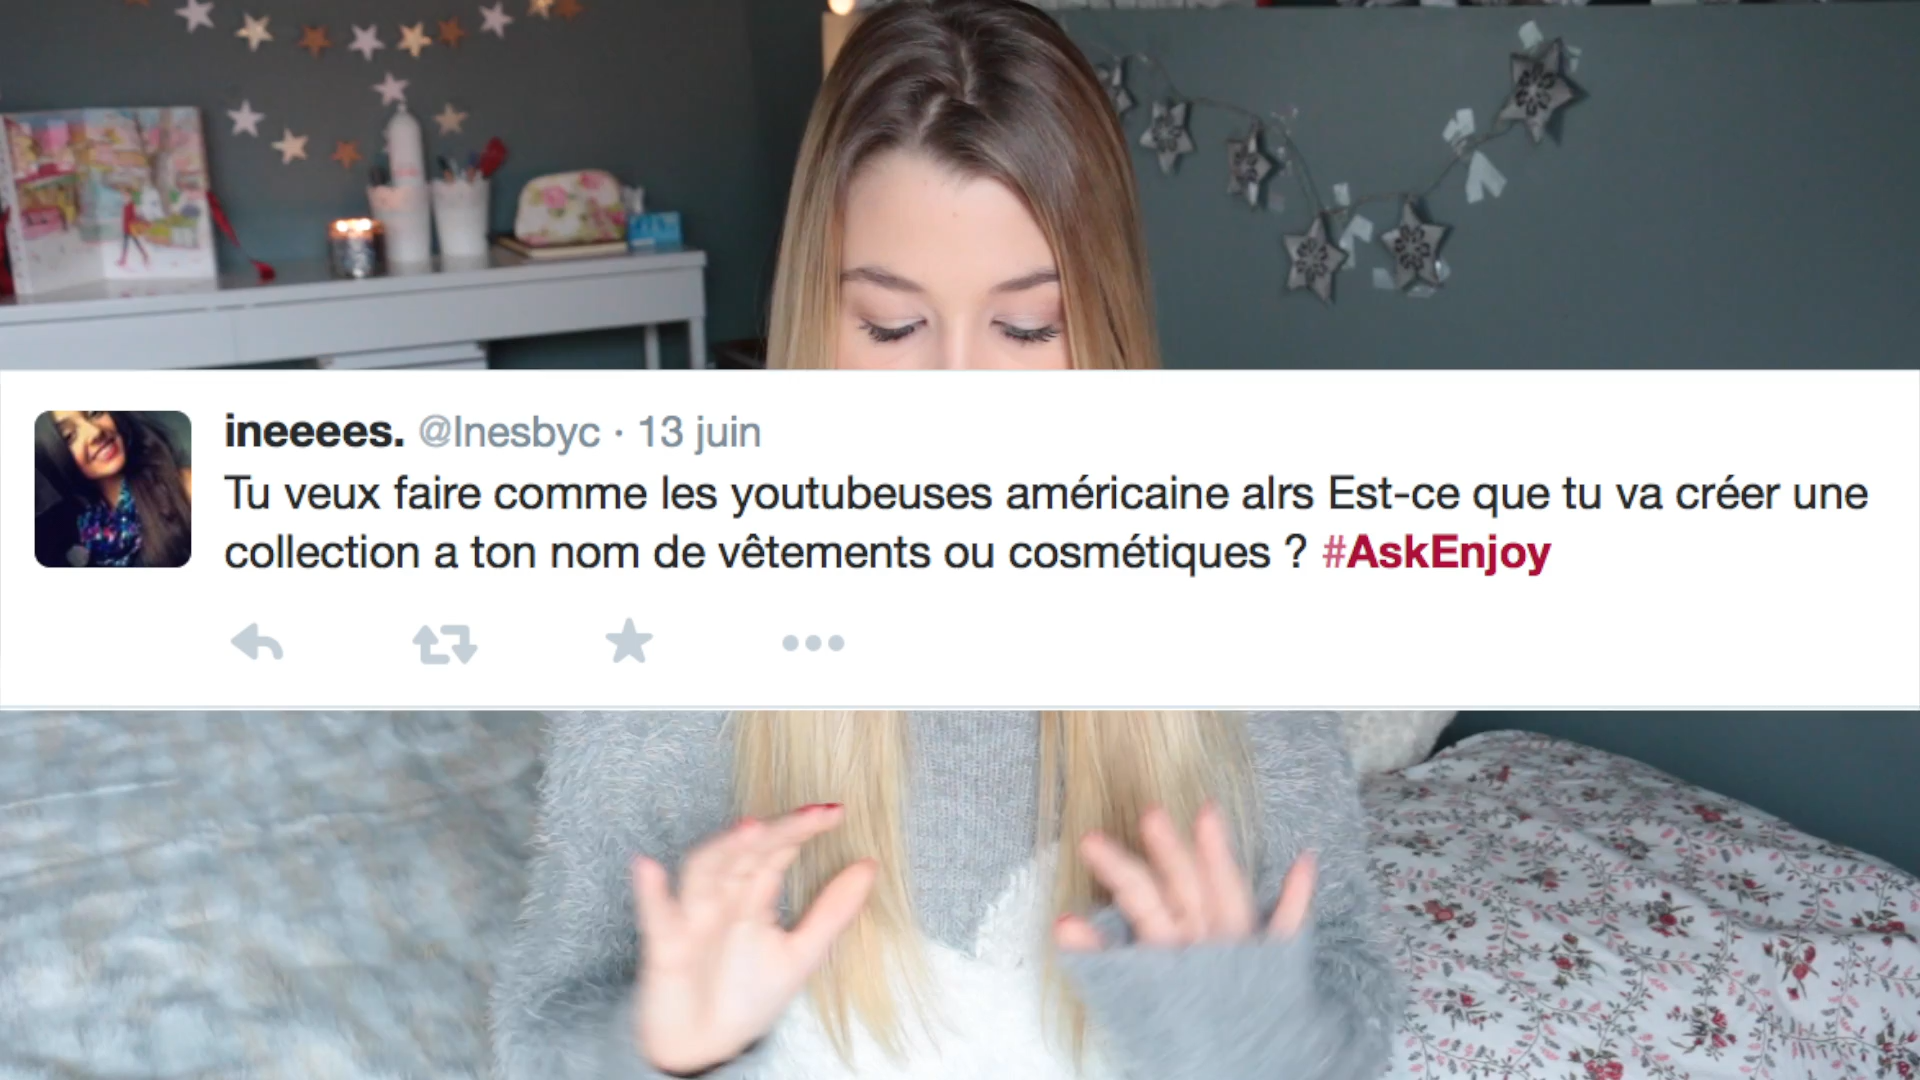 ineeees. @Inesbyc · 13 juin
Tu veux faire comme les youtubeuses américaine alrs Est-ce que tu va créer une
collection a ton nom de vêtements ou cosmétiques ? #AskEnjoy